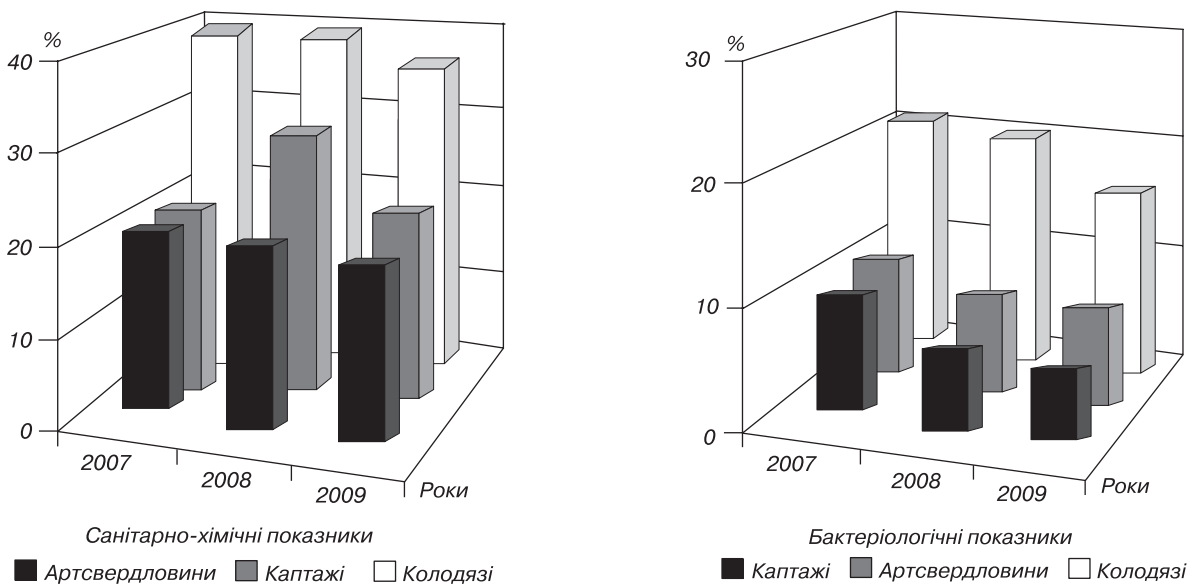 %
40
30
20
10
0
2007
2008
2009
Роки
Санітарно-хімічні показники
Артсвердловини
Каптажі
Колодязі
%
30
20
10
0
2007
2008
2009
Роки
Бактеріологічні показники
Каптажі
Артсвердловини
Колодязі